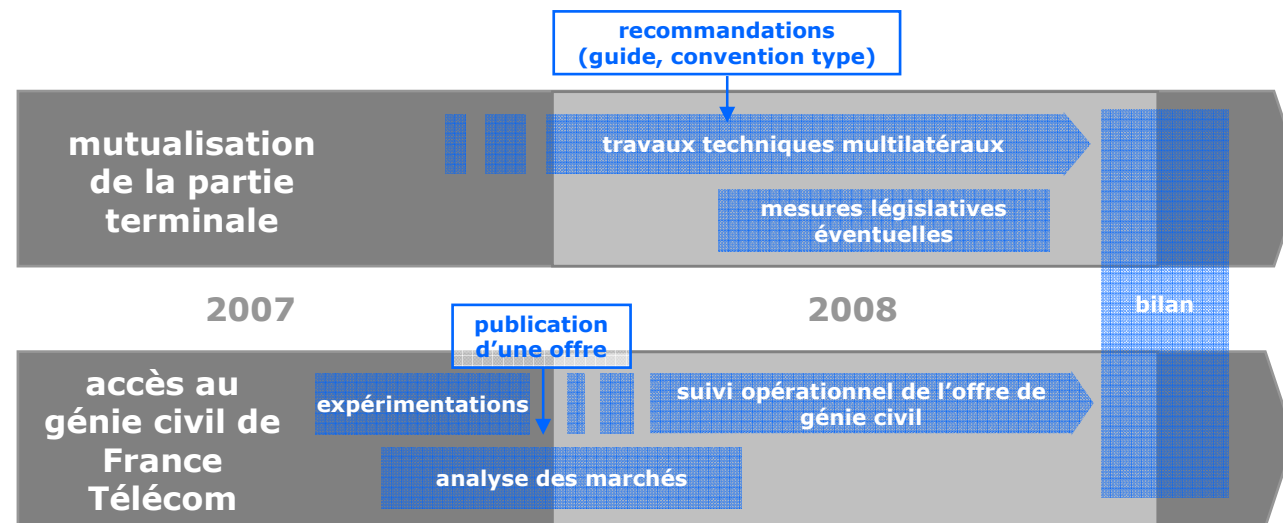 recommandations
(guide, convention type)
mutualisation
de la partie
terminale
travaux techniques multilatéraux
mesures législatives
éventuelles
2007
2008
bilan
publication
d'une offre
accès au
génie civil de
France
Télécom
expérimentations
suivi opérationnel de l'offre de
génie civil
analyse des marchés